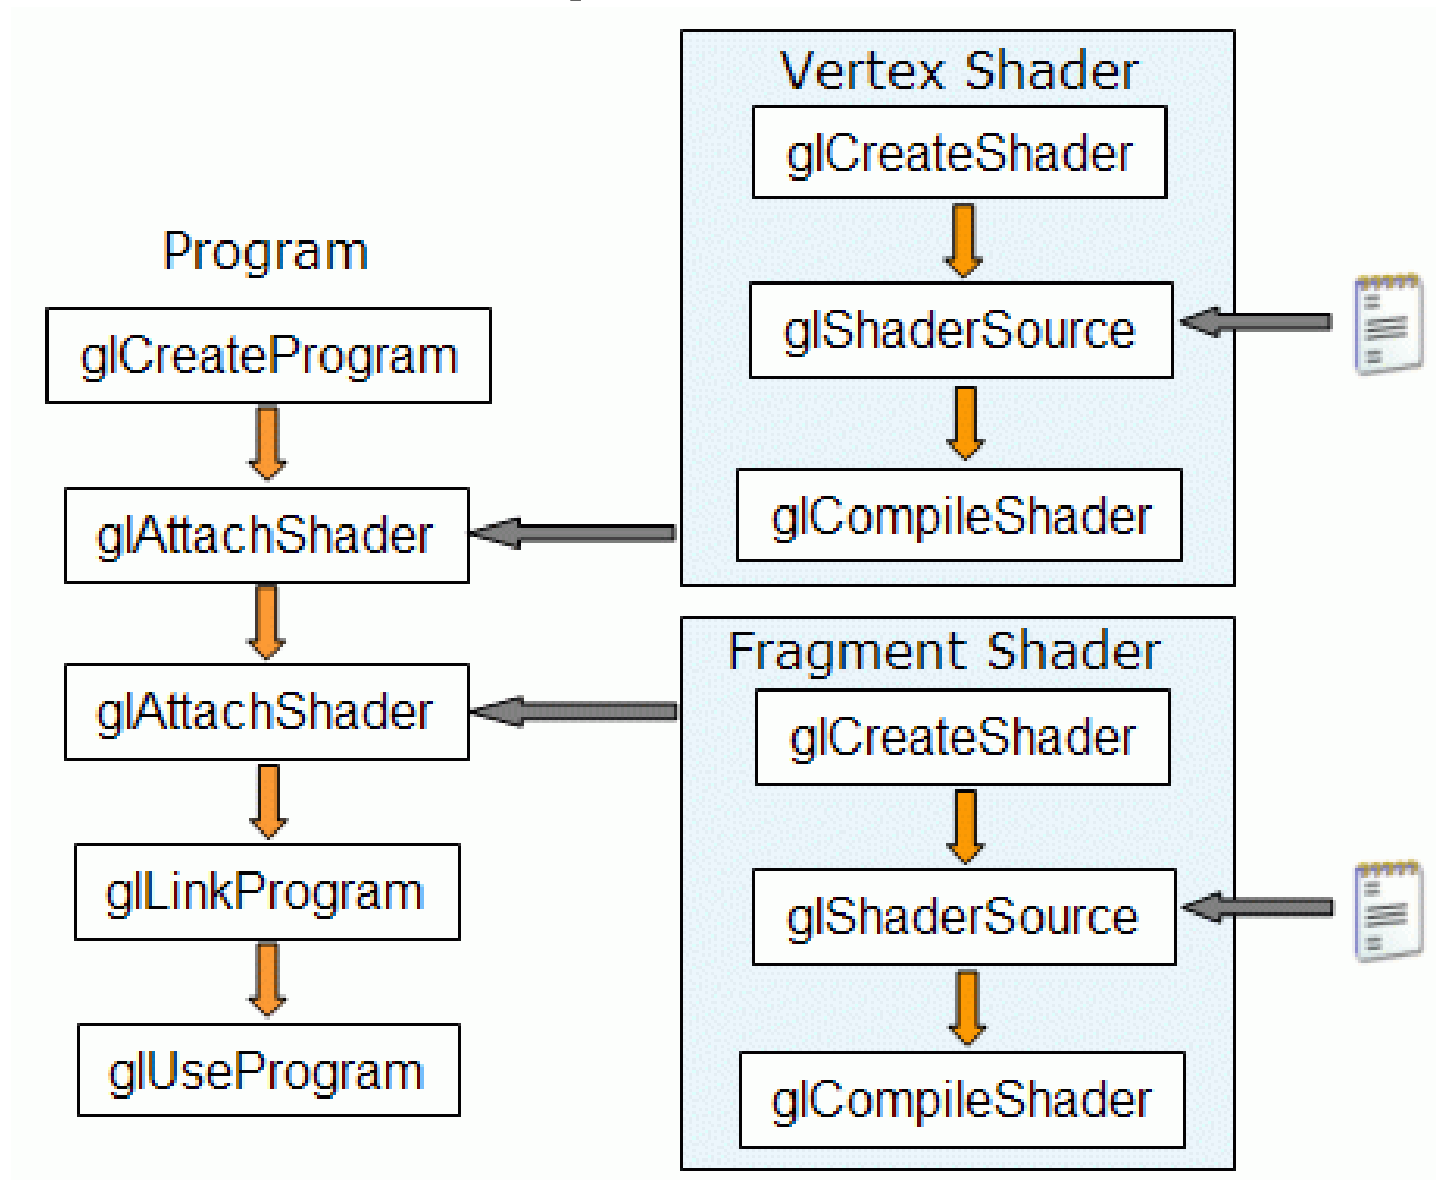 Program
glCreateProgram
glAttachShader
glAttachShader
glLinkProgram
glUseProgram
Vertex Shader
glCreateShader
glShaderSource
glCompileShader
Fragment Shader
glCreateShader
glShaderSource
glCompileShader